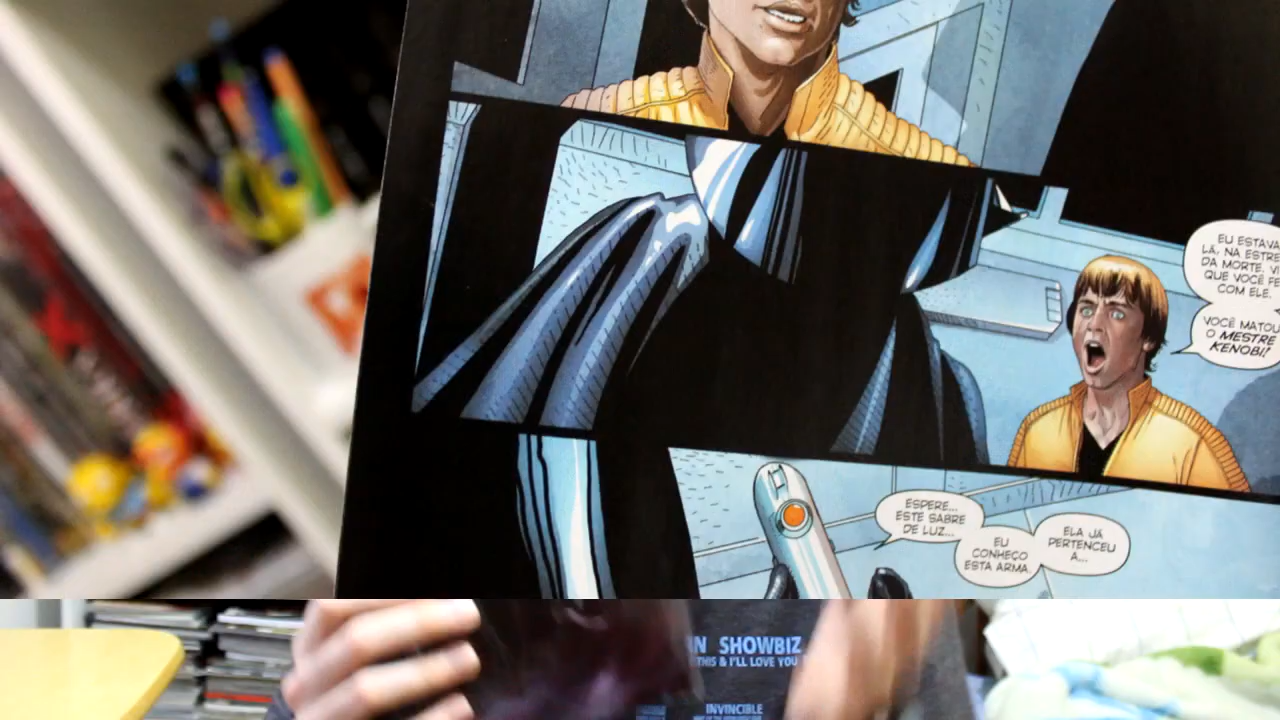 EU ESTAVA
LÁ, NA ESTRE
DA MORTE. VI
QUE VOCÊ FE
COM ELE.
VOCÊ MATOU
O MESTRE
KENOBI!
ESPERE...
ESTE SABRE
DE LUZ...
EU
CONHEÇO
ESTA ARMA.
ELA JÁ
PERTENCEU
A...
IN SHOWBIZ
THIS & I'LL LOVE YOU
INVINCIBLE